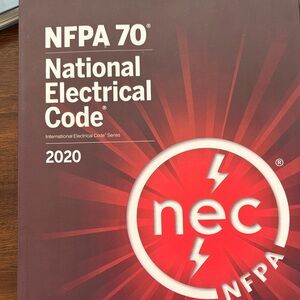 NFPA 70®
National
Electrical
Code®
International Electrical Code® Series
2020
nec®
NFPA